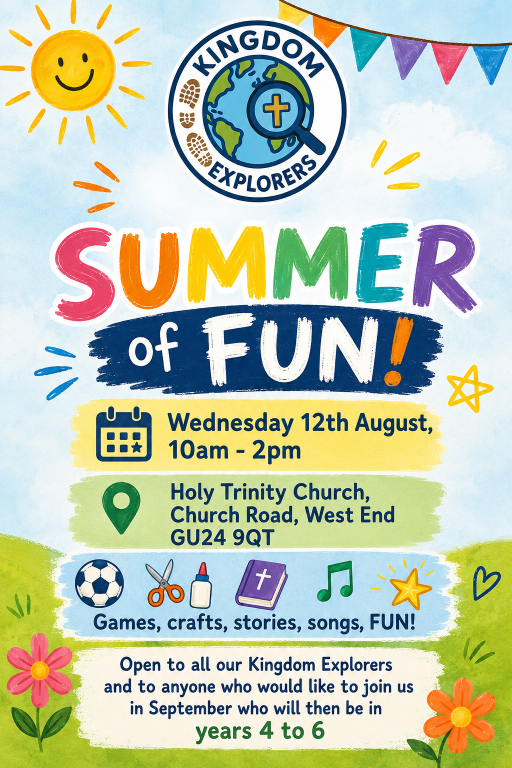 KINGDOM
EXPLORERS
SUMMER
of FUN!
Wednesday 12th August,
10am - 2pm
Holy Trinity Church,
Church Road, West End
GU24 9QT
Games, crafts, stories, songs, FUN!
Open to all our Kingdom Explorers
and to anyone who would like to join us
in September who will then be in
years 4 to 6